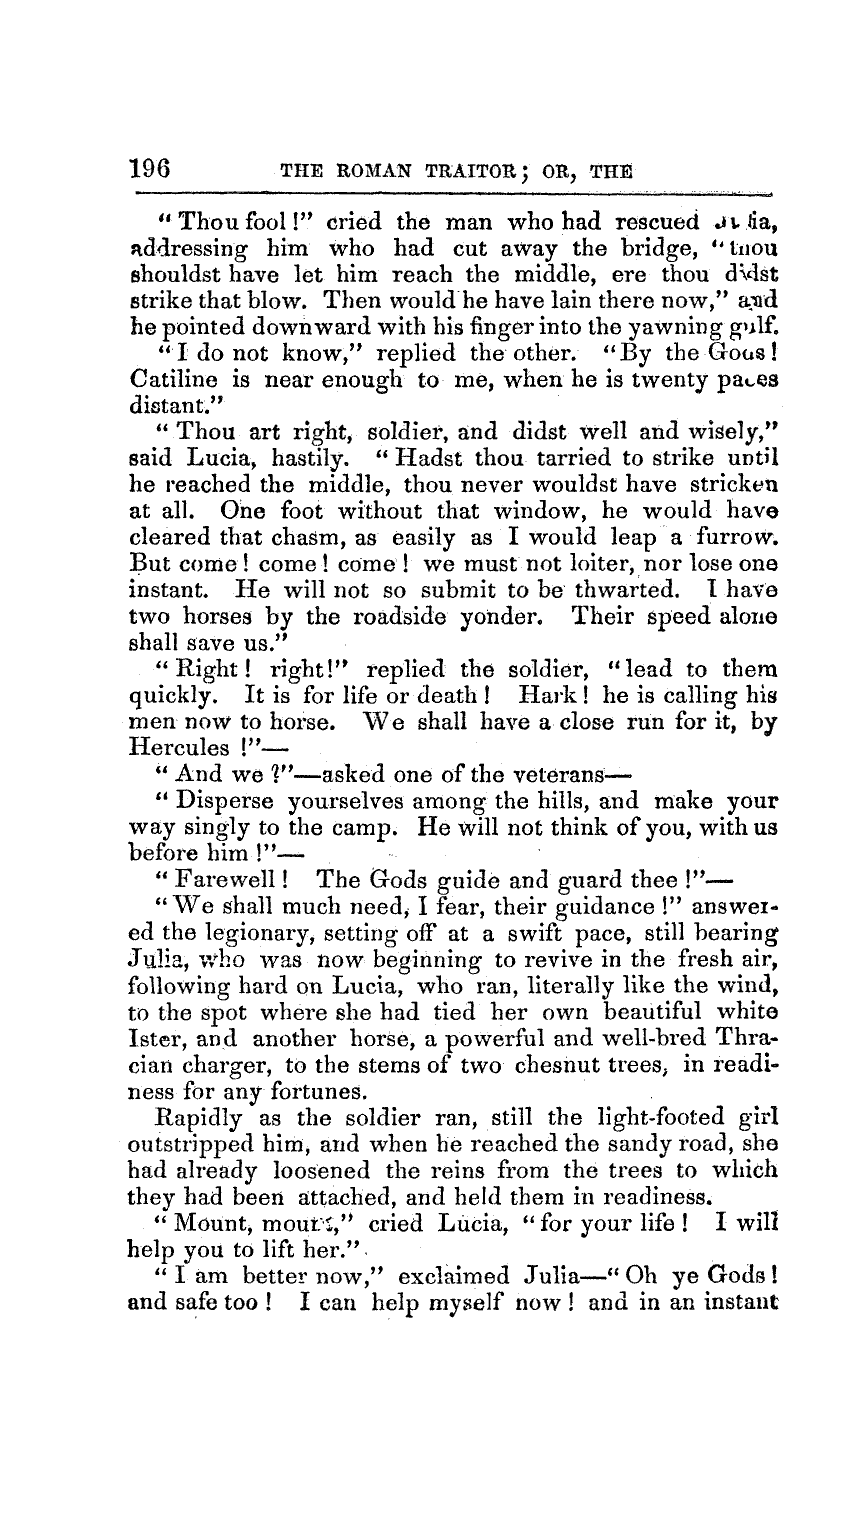 196 THE ROMAN TRAITOR; OR, THE
"Thou fool!" cried the man who had rescued Julia,
addressing him who had cut away the bridge, "thou
shouldst have let him reach the middle, ere thou didst
strike that blow. Then would he have lain there now," and
he pointed downward with his finger into the yawning gulf.
"I do not know," replied the other. "By the Gods!
Catiline is near enough to me, when he is twenty paces
distant."
"Thou art right, soldier, and didst well and wisely,"
said Lucia, hastily. "Hadst thou tarried to strike until
he reached the middle, thou never wouldst have stricken
at all. One foot without that window, he would have
cleared that chasm, as easily as I would leap a furrow.
But come! come! come! we must not loiter, nor lose one
instant. He will not so submit to be thwarted. I have
two horses by the roadside yonder. Their speed alone
shall save us."
"Right! right!" replied the soldier, "lead to them
quickly. It is for life or death! Hark! he is calling his
men now to horse. We shall have a close run for it, by
Hercules!"—
"And we?"—asked one of the veterans—
"Disperse yourselves among the hills, and make your
way singly to the camp. He will not think of you, with us
before him!"—
"Farewell! The Gods guide and guard thee!"—
"We shall much need, I fear, their guidance!" answer-
ed the legionary, setting off at a swift pace, still bearing
Julia, who was now beginning to revive in the fresh air,
following hard on Lucia, who ran, literally like the wind,
to the spot where she had tied her own beautiful white
Ister, and another horse, a powerful and well-bred Thra-
cian charger, to the stems of two chesnut trees, in readi-
ness for any fortunes.
Rapidly as the soldier ran, still the light-footed girl
outstripped him, and when he reached the sandy road, she
had already loosened the reins from the trees to which
they had been attached, and held them in readiness.
"Mount, mount," cried Lucia, "for your life! I will
help you to lift her."
"I am better now," exclaimed Julia—"Oh ye Gods!
and safe too! I can help myself now! and in an instant